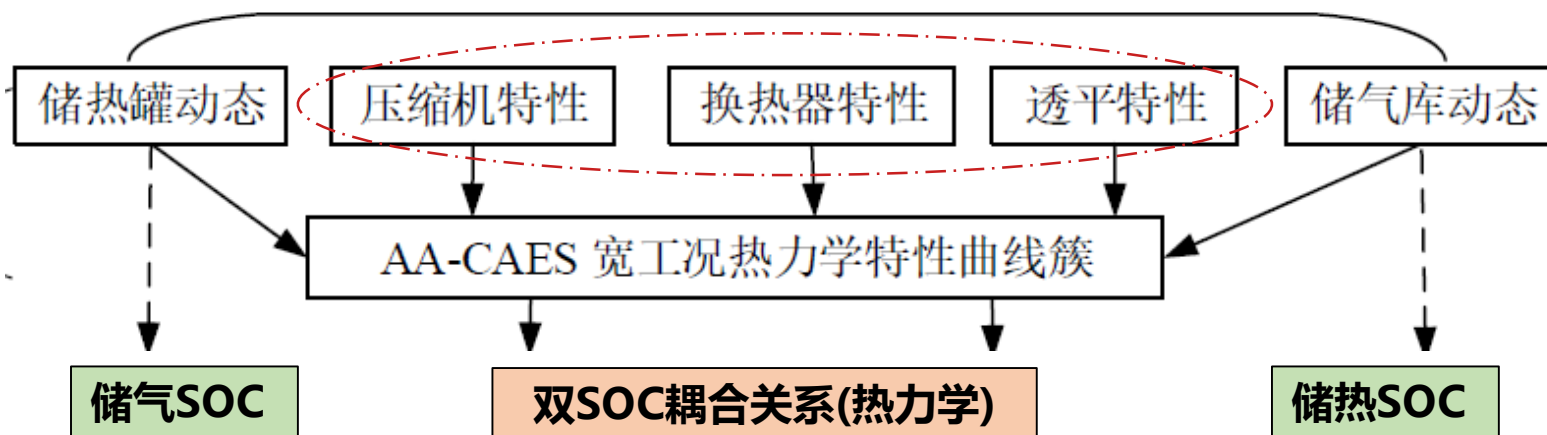 储热罐动态
压缩机特性
换热器特性
透平特性
储气库动态
AA-CAES 宽工况热力学特性曲线簇
储气SOC
双SOC耦合关系(热力学)
储热SOC